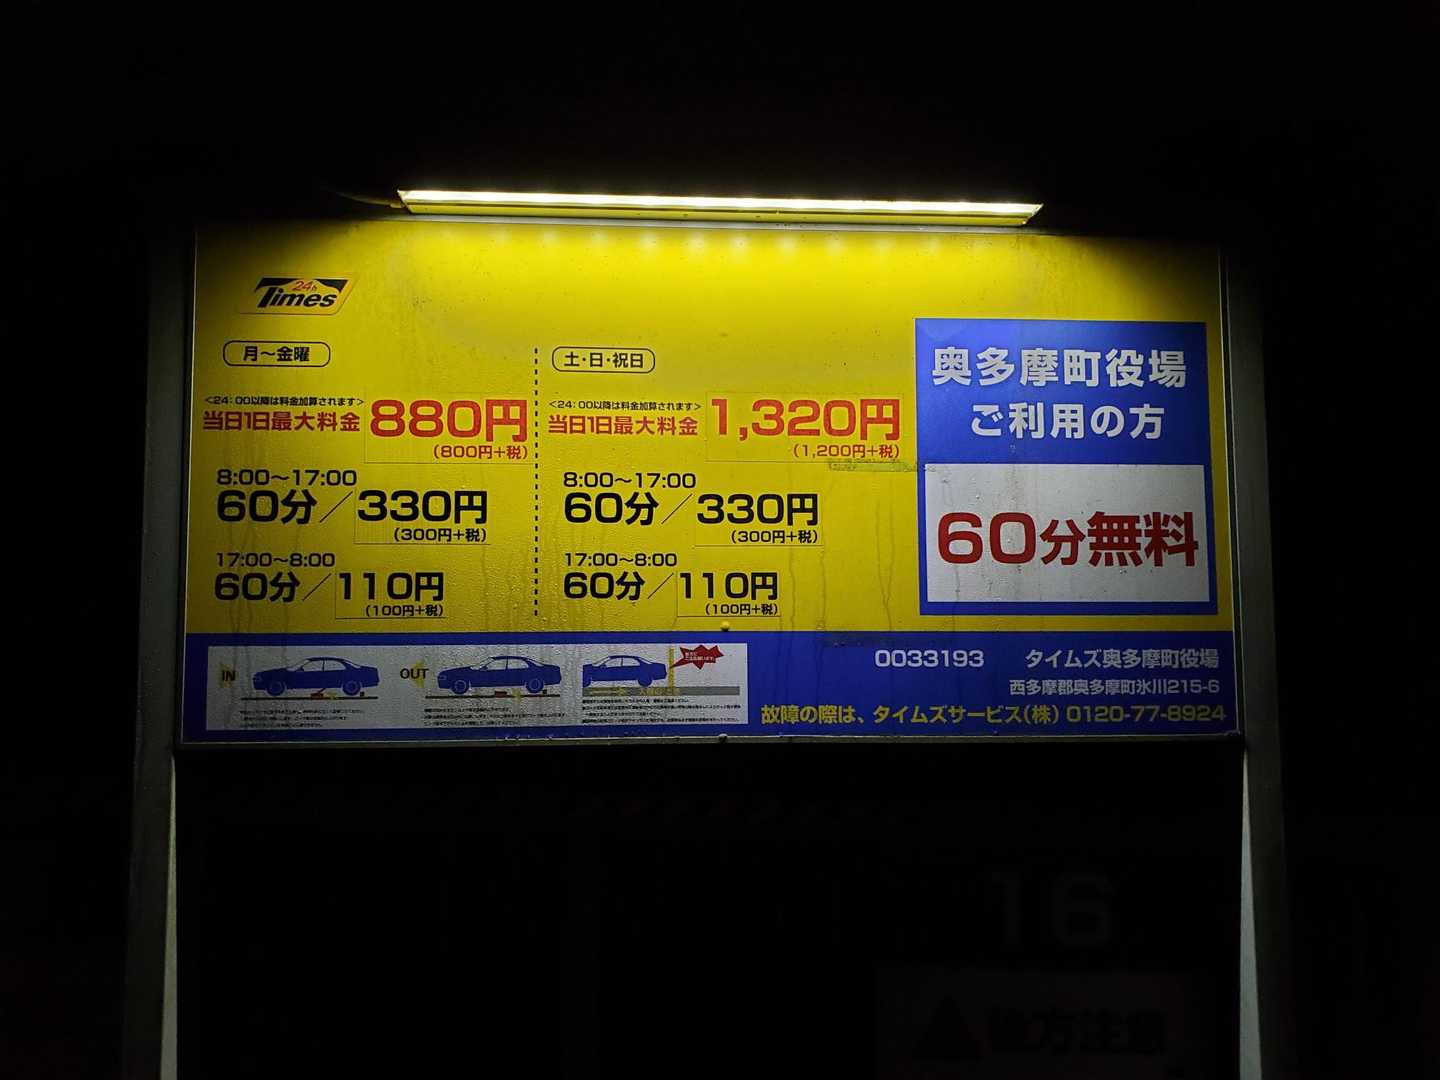 24h
Times
月～金曜
＜24：00以降は料金加算されます＞
当日1日最大料金 880円
(800円+税)
8:00～17:00
60分／330円
(300円+税)
17:00～8:00
60分／110円
(100円+税)
土・日・祝日
＜24：00以降は料金加算されます＞
当日1日最大料金 1,320円
(1,200円+税)
8:00～17:00
60分／330円
(300円+税)
17:00～8:00
60分／110円
(100円+税)
奥多摩町役場
ご利用の方
60分無料
IN
OUT
0033193 タイムズ奥多摩町役場
西多摩郡奥多摩町氷川215-6
故障の際は、タイムズサービス(株) 0120-77-8924
16
後方注意